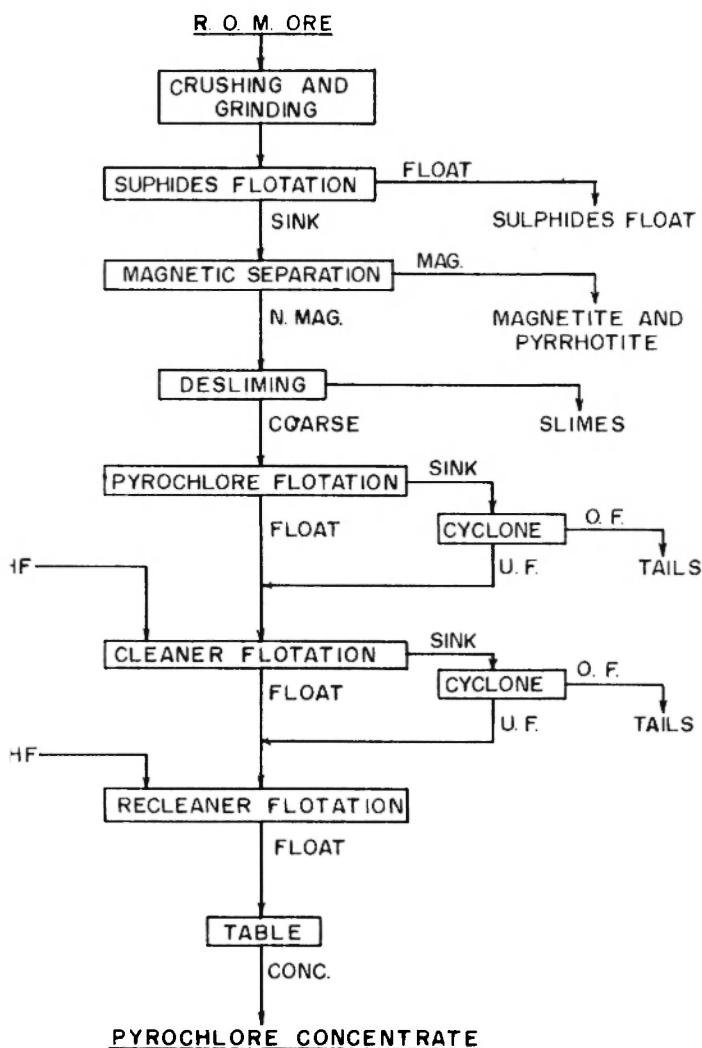 R. O. M. ORE
CRUSHING AND
GRINDING
FLOAT
SUPHIDES FLOTATION
SINK
SULPHIDES FLOAT
MAG.
MAGNETIC SEPARATION
N. MAG.
MAGNETITE AND
PYRRHOTITE
DESLIMING
COARSE
SLIMES
SINK
PYROCHLORE FLOTATION
O. F.
FLOAT
CYCLONE
U. F.
TAILS
HF
SINK
CLEANER FLOTATION
O. F.
FLOAT
CYCLONE
U. F.
TAILS
HF
RECLEANER FLOTATION
FLOAT
TABLE
CONC.
PYROCHLORE CONCENTRATE